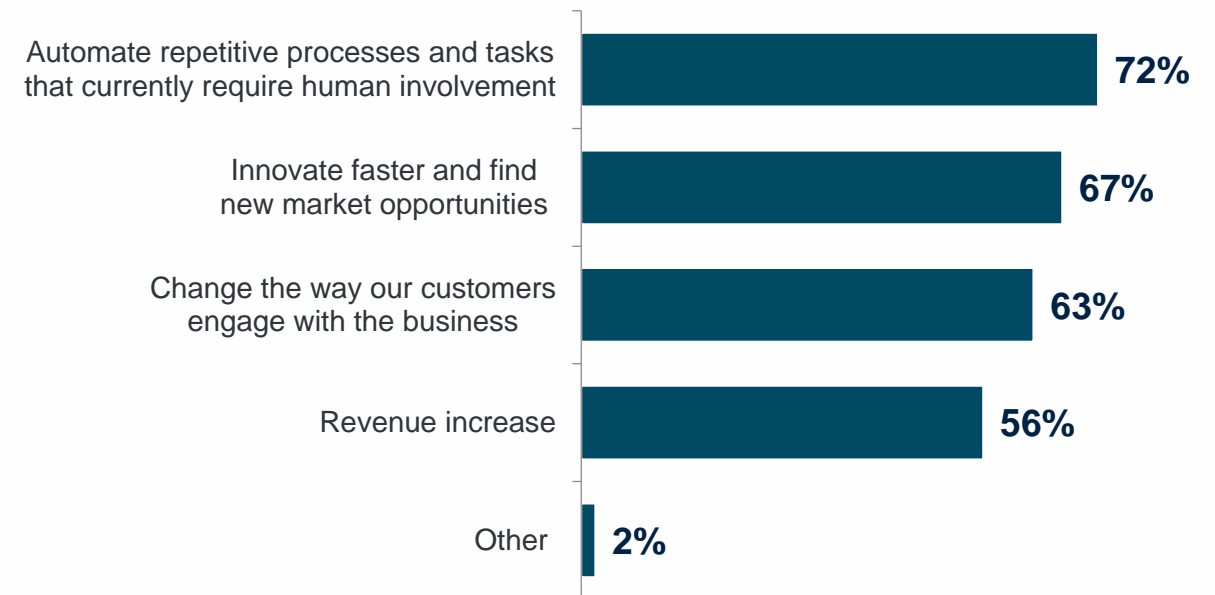 Automate repetitive processes and tasks
that currently require human involvement
72%
Innovate faster and find
new market opportunities
67%
Change the way our customers
engage with the business
63%
Revenue increase
56%
Other
2%